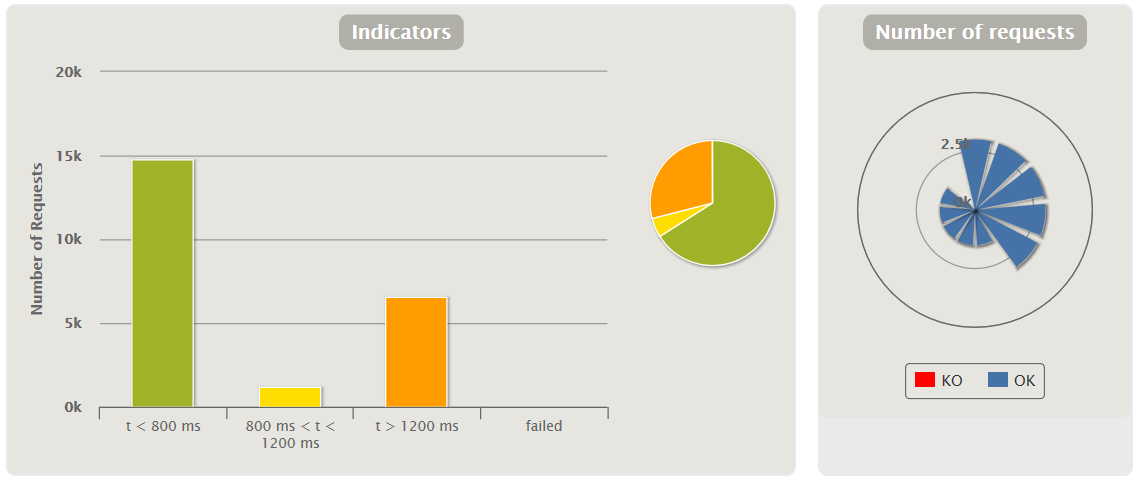 Indicators
20k
15k
10k
5k
0k
Number of Requests
t < 800 ms
800 ms < t <
1200 ms
t > 1200 ms
failed
Number of requests
2.5k
0k
KO
OK